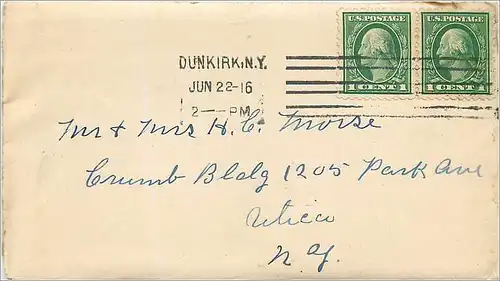 U.S. POSTAGE U.S. POSTAGE
1 CENT 1 1 CENT 1
DUNKIRK, N.Y.
JUN 22-16
2 — PM
Mr & Mrs H. C. Morse
Crumb Bldg 1205 Park Ave
Utica
N Y.